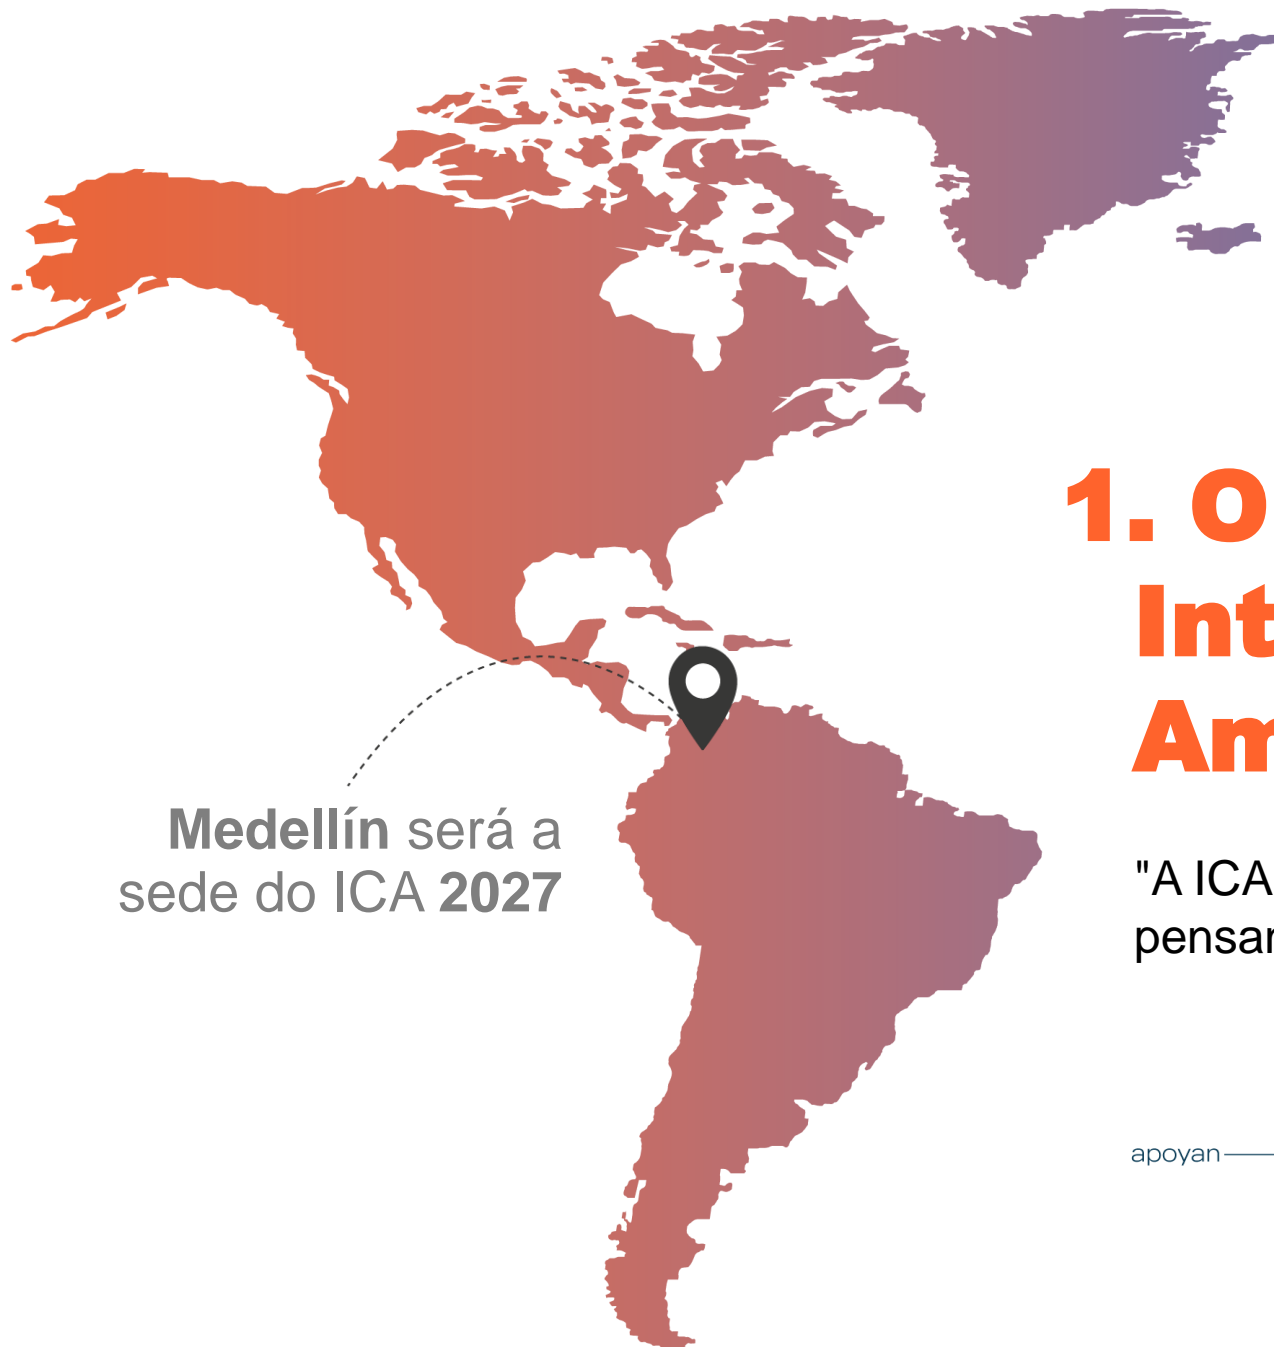 Medellín será a
sede do ICA 2027
1. O
Int
Am
"A ICA
pensar
apoyan